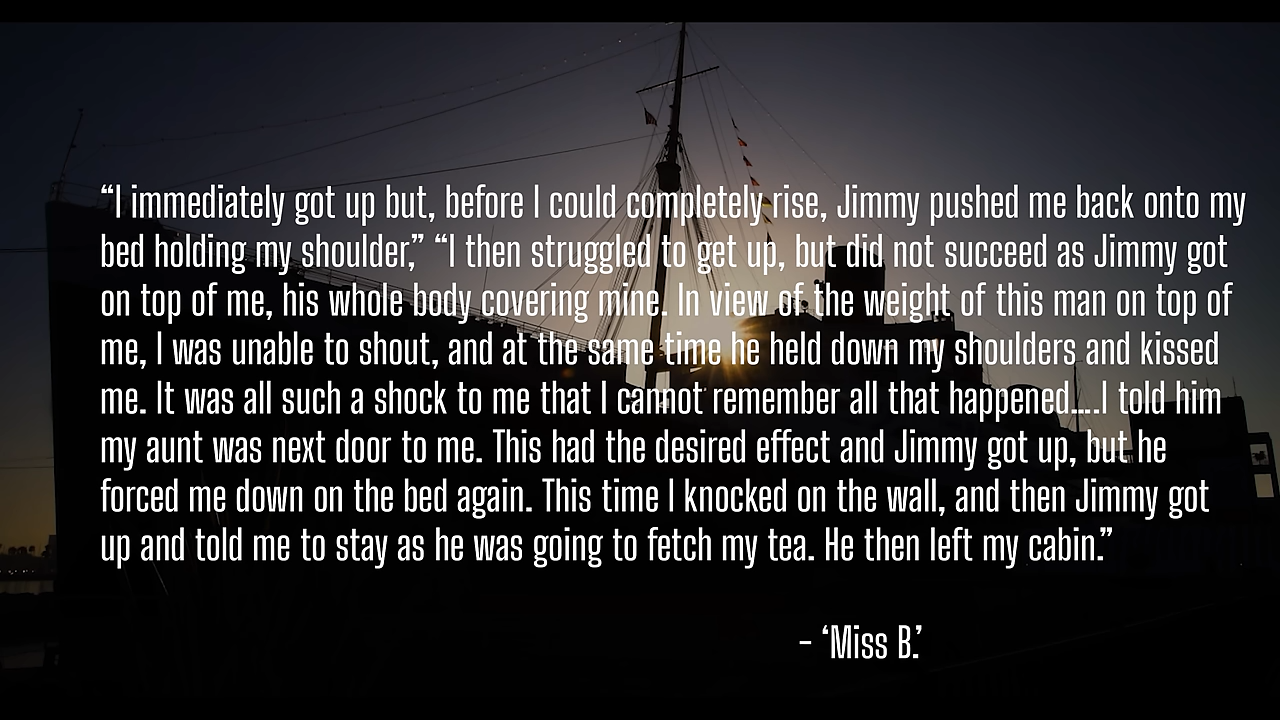 “I immediately got up but, before I could completely rise, Jimmy pushed me back onto my
bed holding my shoulder,” “I then struggled to get up, but did not succeed as Jimmy got
on top of me, his whole body covering mine. In view of the weight of this man on top of
me, I was unable to shout, and at the same time he held down my shoulders and kissed
me. It was all such a shock to me that I cannot remember all that happened….I told him
my aunt was next door to me. This had the desired effect and Jimmy got up, but he
forced me down on the bed again. This time I knocked on the wall, and then Jimmy got
up and told me to stay as he was going to fetch my tea. He then left my cabin.”
– ‘Miss B.’